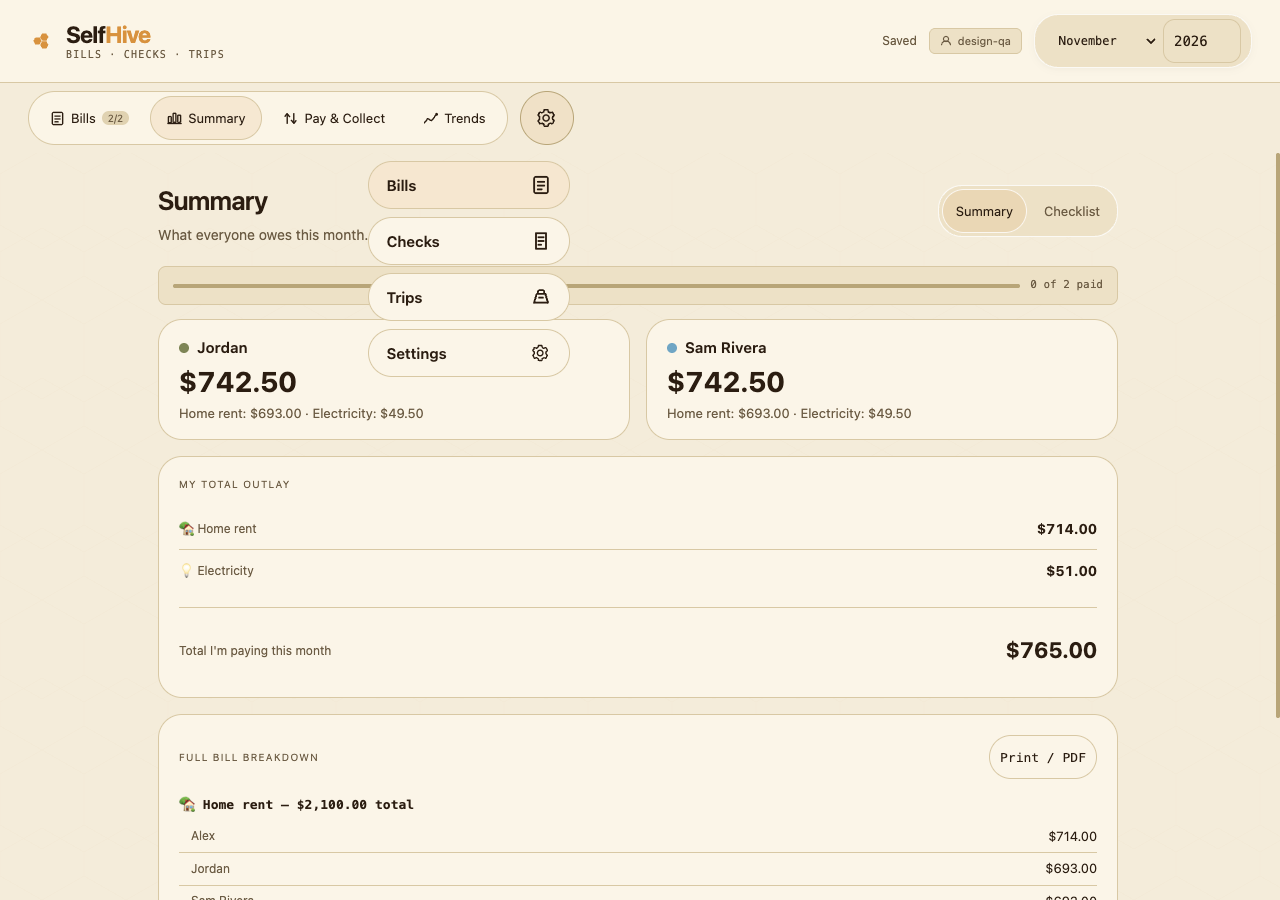 SelfHive
BILLS · CHECKS · TRIPS
Saved
design-qa
November
2026
Bills 2/2
Summary
Pay & Collect
Trends
Summary
What everyone owes this month.
Bills
Checks
Trips
Settings
Summary
Checklist
0 of 2 paid
Jordan
$742.50
Home rent: $693.00 · Electricity: $49.50
Sam Rivera
$742.50
Home rent: $693.00 · Electricity: $49.50
MY TOTAL OUTLAY
Home rent $714.00
Electricity $51.00
Total I'm paying this month $765.00
FULL BILL BREAKDOWN
Print / PDF
Home rent — $2,100.00 total
Alex $714.00
Jordan $693.00
Sam Rivera $693.00